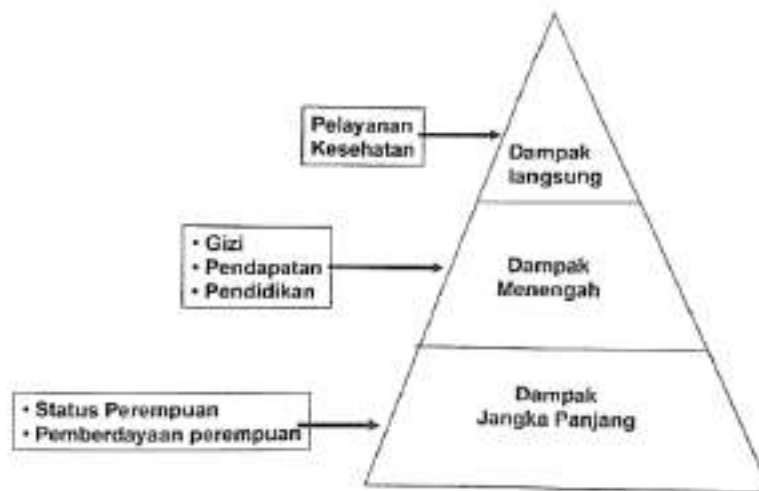 Pelayanan
Kesehatan
Dampak
langsung
• Gizi
• Pendapatan
• Pendidikan
Dampak
Menengah
• Status Perempuan
• Pemberdayaan perempuan
Dampak
Jangka Panjang